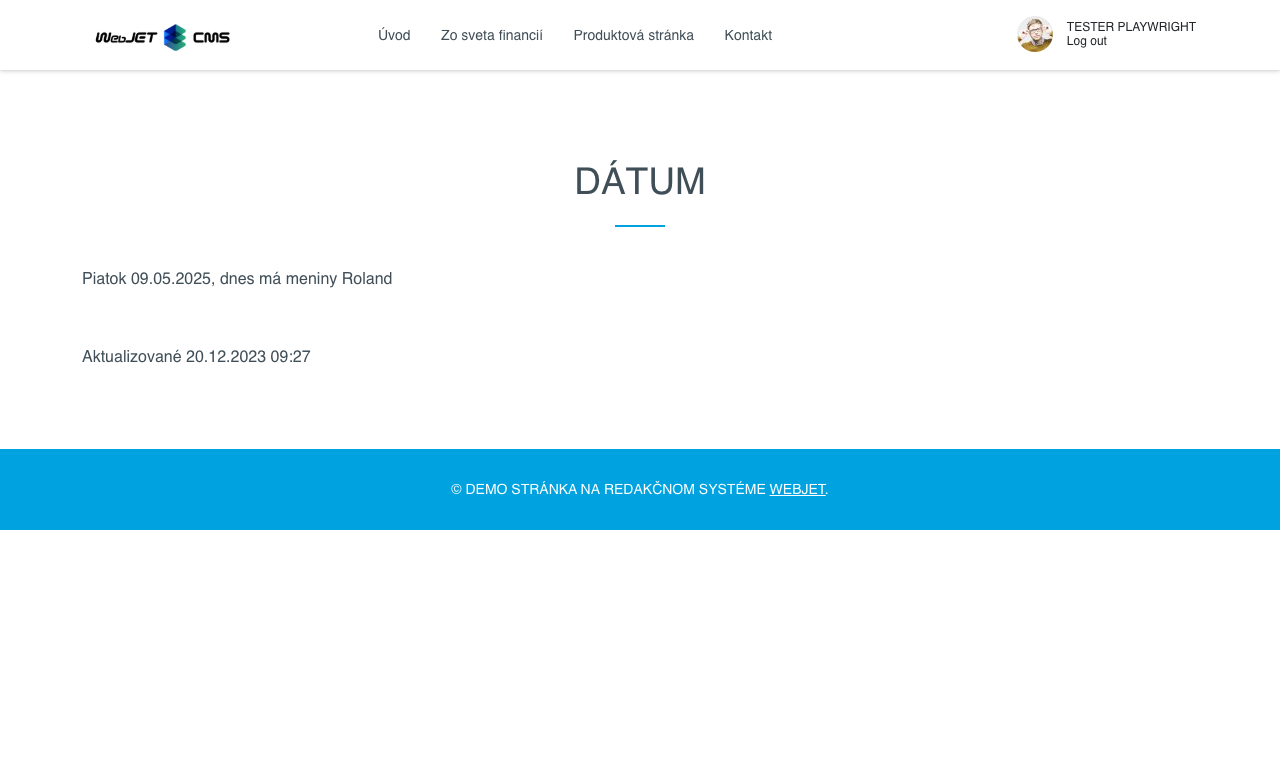 WebJET CMS
Úvod
Zo sveta financií
Produktová stránka
Kontakt
TESTER PLAYWRIGHT
Log out
DÁTUM
Piatok 09.05.2025, dnes má meniny Roland
Aktualizované 20.12.2023 09:27
© DEMO STRÁNKA NA REDAKČNOM SYSTÉME WEBJET.